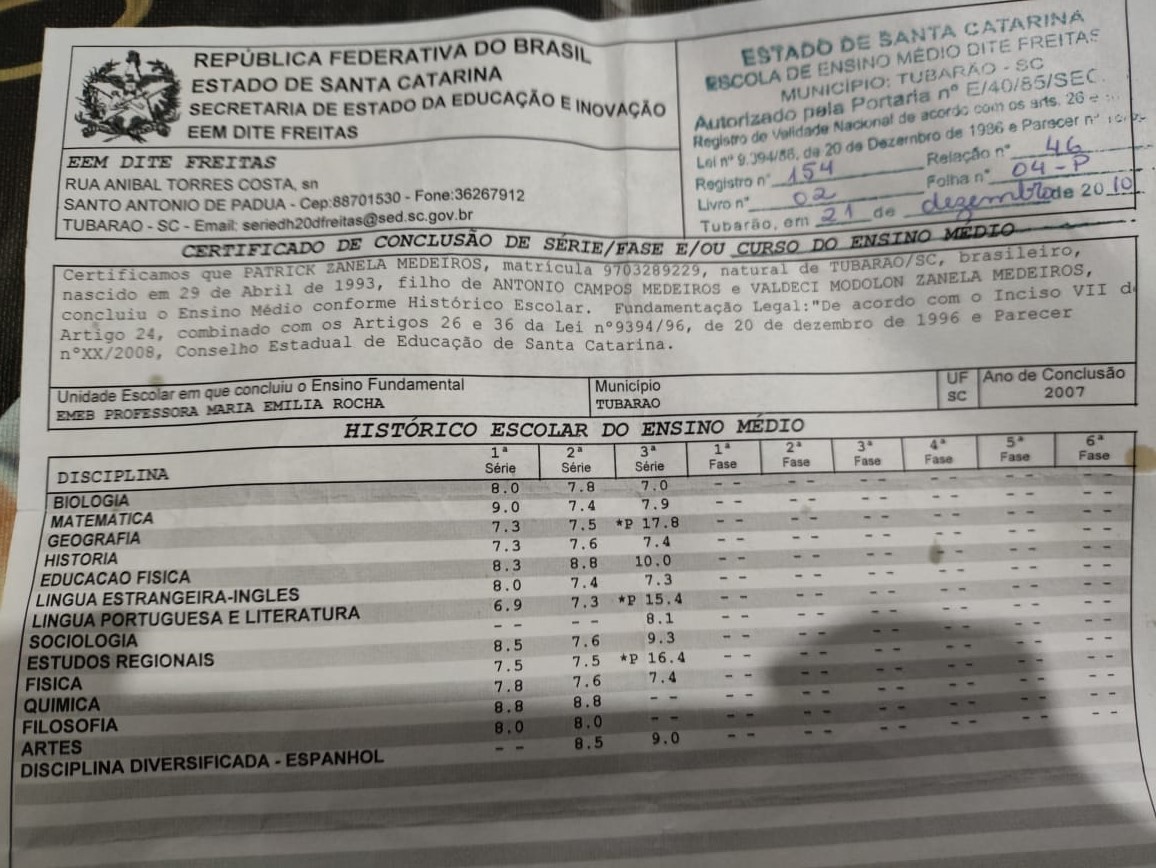 REPÚBLICA FEDERATIVA DO BRASIL
ESTADO DE SANTA CATARINA
SECRETARIA DE ESTADO DA EDUCAÇÃO E INOVAÇÃO
EEM DITE FREITAS
ESTADO DE SANTA CATARINA
ESCOLA DE ENSINO MÉDIO DITE FREITAS
MUNICÍPIO: TUBARÃO - SC
Autorizado pela Portaria nº E/40/85/SEC.
Registro de Validade Nacional de acordo com os arts. 26 e
Lei nº 9.394/86, de 20 de Dezembro de 1996 e Parecer nº
Registro nº 154 Relação nº 46
Livro nº 02 Folha nº 04-P
Tubarão, em 21 de dezembro de 2010
EEM DITE FREITAS
RUA ANIBAL TORRES COSTA, sn
SANTO ANTONIO DE PADUA - Cep:88701530 - Fone:36267912
TUBARAO - SC - Email: seriedh20dfreitas@sed.sc.gov.br
CERTIFICADO DE CONCLUSÃO DE SÉRIE/FASE E/OU CURSO DO ENSINO MÉDIO
Certificamos que PATRICK ZANELA MEDEIROS, matrícula 9703289229, natural de TUBARAO/SC, brasileiro,
nascido em 29 de Abril de 1993, filho de ANTONIO CAMPOS MEDEIROS e VALDECI MODOLON ZANELA MEDEIROS,
concluiu o Ensino Médio conforme Histórico Escolar. Fundamentação Legal:"De acordo com o Inciso VII d
Artigo 24, combinado com os Artigos 26 e 36 da Lei nº9394/96, de 20 de dezembro de 1996 e Parecer
nºXX/2008, Conselho Estadual de Educação de Santa Catarina.
Unidade Escolar em que concluiu o Ensino Fundamental Município UF Ano de Conclusão
EMEB PROFESSORA MARIA EMILIA ROCHA TUBARAO SC 2007
HISTÓRICO ESCOLAR DO ENSINO MÉDIO
DISCIPLINA 1ª Série 2ª Série 3ª Série 1ª Fase 2ª Fase 3ª Fase 4ª Fase 5ª Fase 6ª Fase
BIOLOGIA 8.0 7.8 7.0 -- -- -- -- -- --
MATEMÁTICA 9.0 7.4 7.9 -- -- -- -- -- --
GEOGRAFIA 7.3 7.5 *P 17.8 -- -- -- -- -- --
HISTORIA 7.3 7.6 7.4 -- -- -- -- -- --
EDUCACAO FISICA 8.3 8.8 10.0 -- -- -- -- -- --
LINGUA ESTRANGEIRA-INGLES 8.0 7.4 7.3 -- -- -- -- -- --
LINGUA PORTUGUESA E LITERATURA 6.9 7.3 *P 15.4 -- -- -- -- -- --
SOCIOLOGIA -- -- 8.1 -- -- -- -- -- --
ESTUDOS REGIONAIS 8.5 7.6 9.3 -- -- -- -- -- --
FISICA 7.5 7.5 *P 16.4 -- -- -- -- -- --
QUIMICA 7.8 7.6 7.4 -- -- -- -- -- --
FILOSOFIA 8.8 8.8 -- -- -- -- -- -- --
ARTES 8.0 8.0 -- -- -- -- -- -- --
DISCIPLINA DIVERSIFICADA - ESPANHOL -- 8.5 9.0 -- -- -- -- -- --